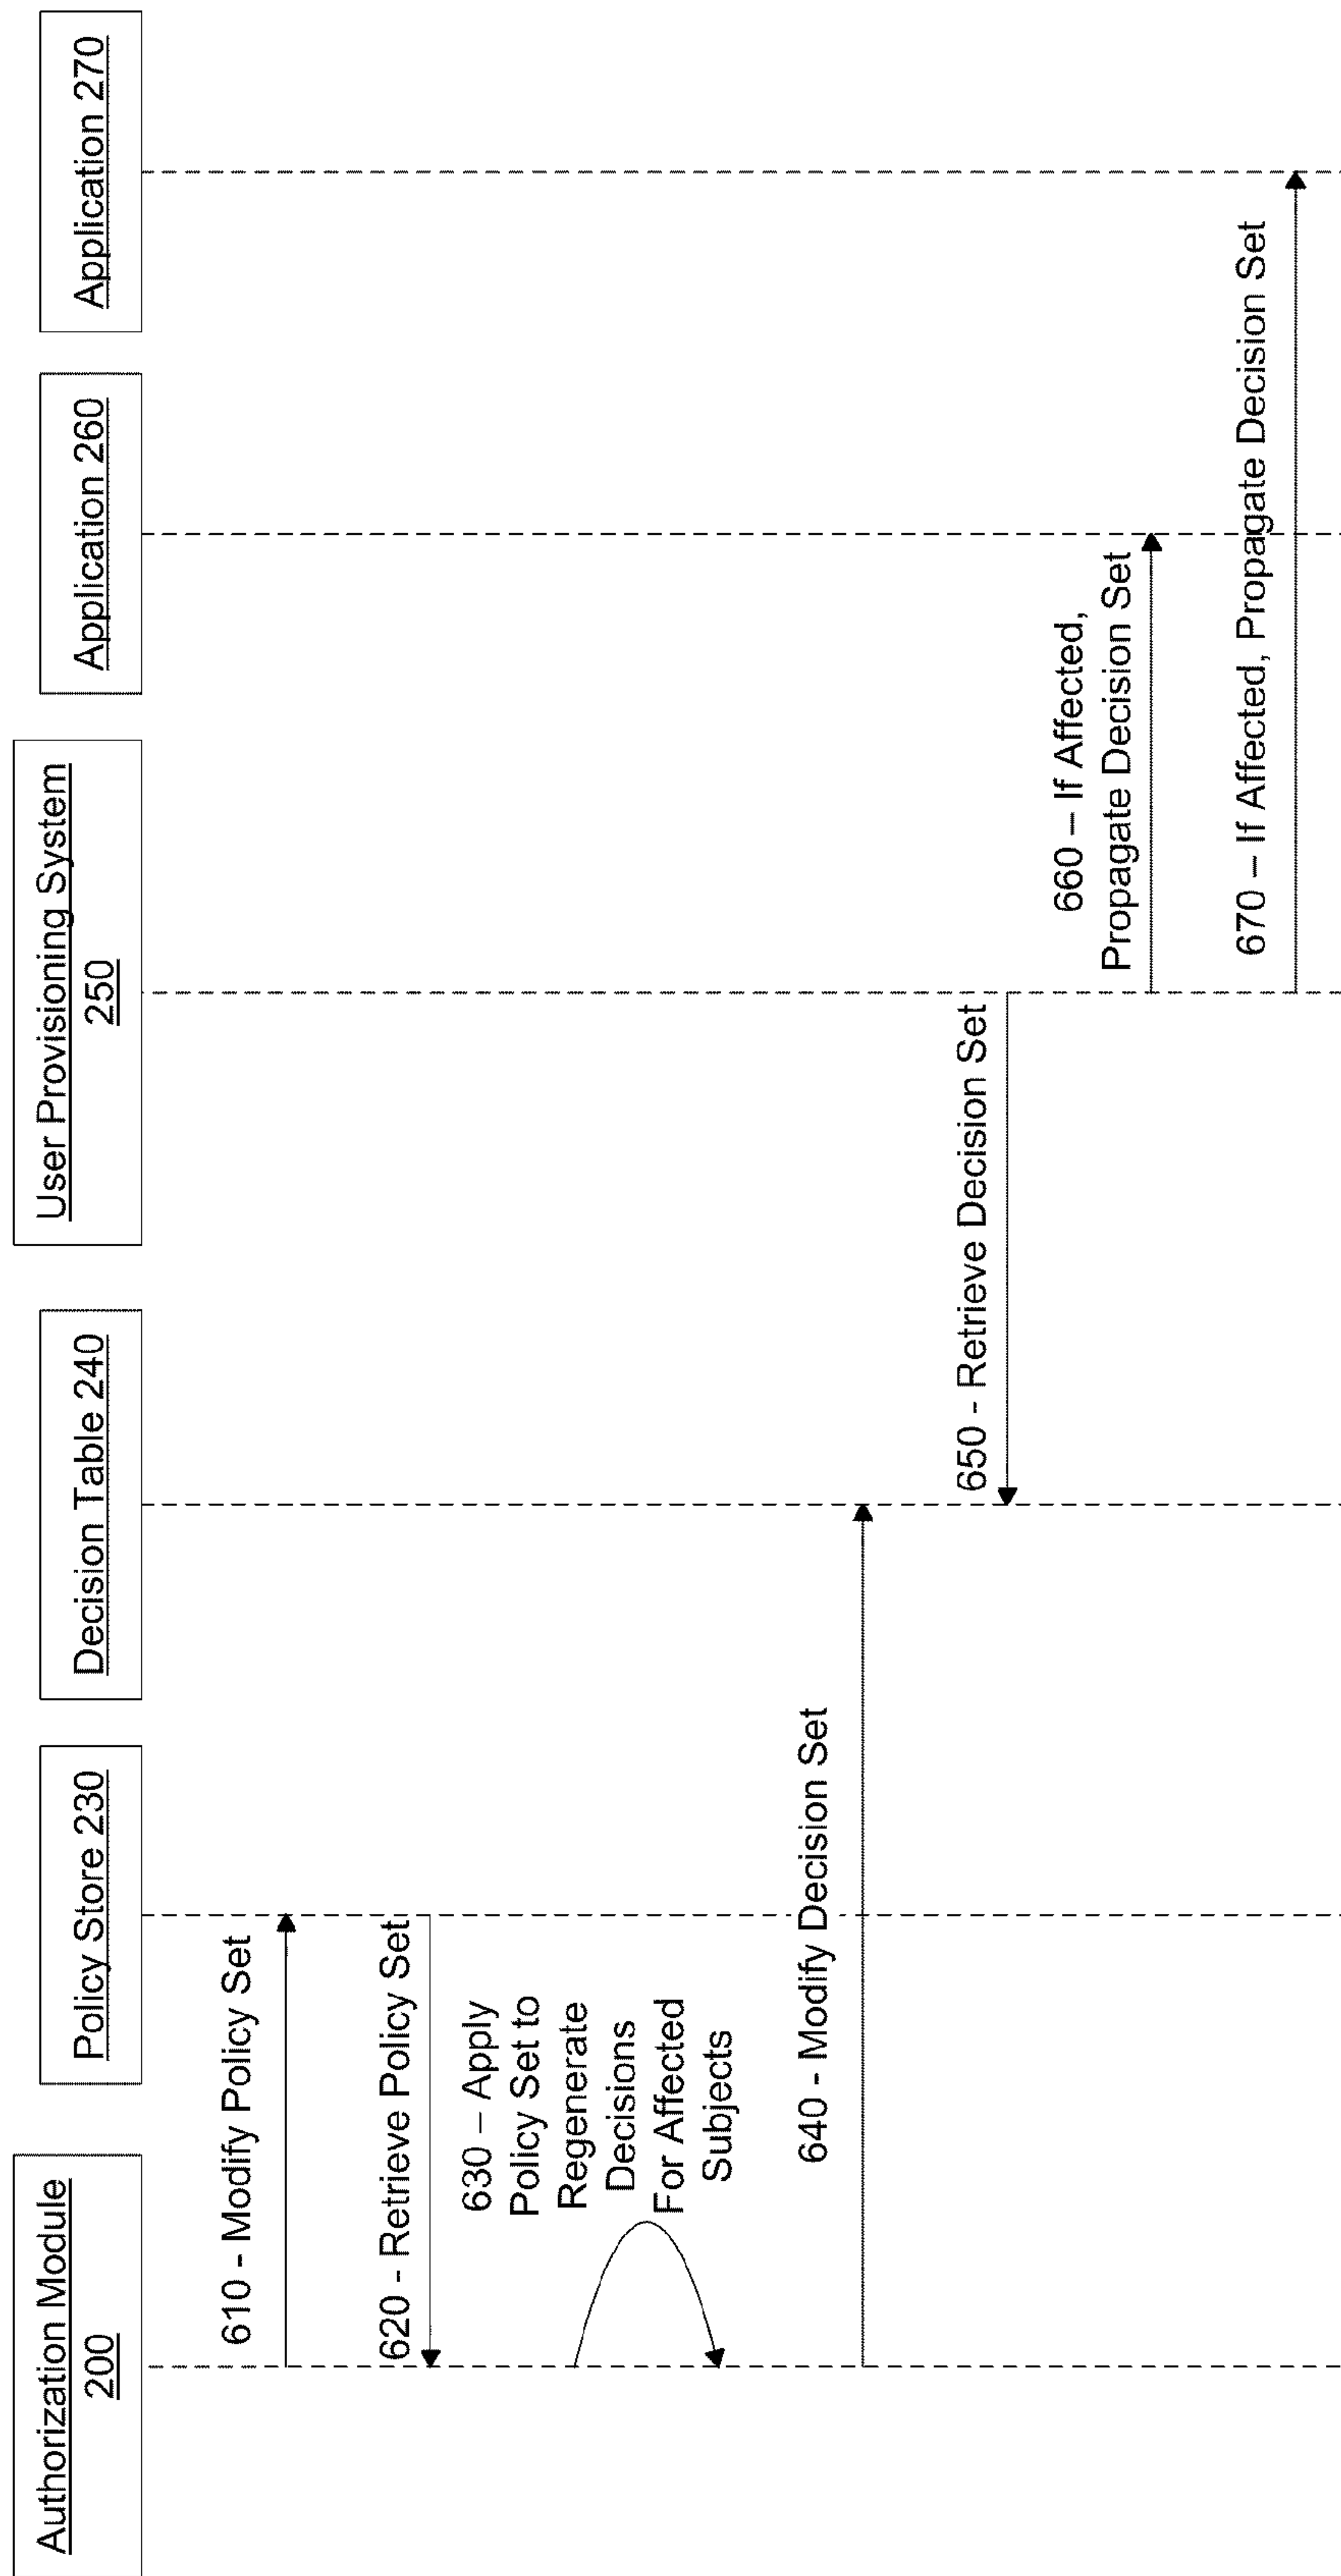 Authorization Module
200
Policy Store 230
Decision Table 240
User Provisioning System
250
Application 260
Application 270
610 - Modify Policy Set
620 - Retrieve Policy Set
630 – Apply
Policy Set to
Regenerate
Decisions
For Affected
Subjects
640 - Modify Decision Set
650 - Retrieve Decision Set
660 – If Affected,
Propagate Decision Set
670 – If Affected, Propagate Decision Set